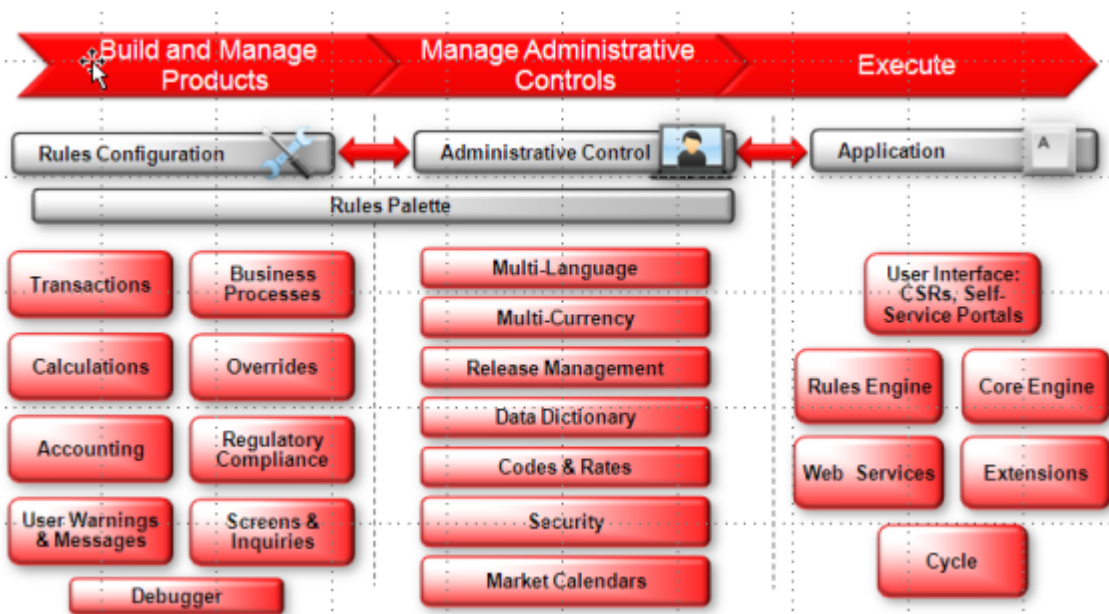 Build and Manage
Products
Manage Administrative
Controls
Execute
Rules Configuration
Administrative Control
Application
A
Rules Palette
Transactions
Business
Processes
Calculations
Overrides
Accounting
Regulatory
Compliance
User Warnings
& Messages
Screens &
Inquiries
Debugger
Multi-Language
Multi-Currency
Release Management
Data Dictionary
Codes & Rates
Security
Market Calendars
User Interface:
CSRs, Self-
Service Portals
Rules Engine
Core Engine
Web Services
Extensions
Cycle